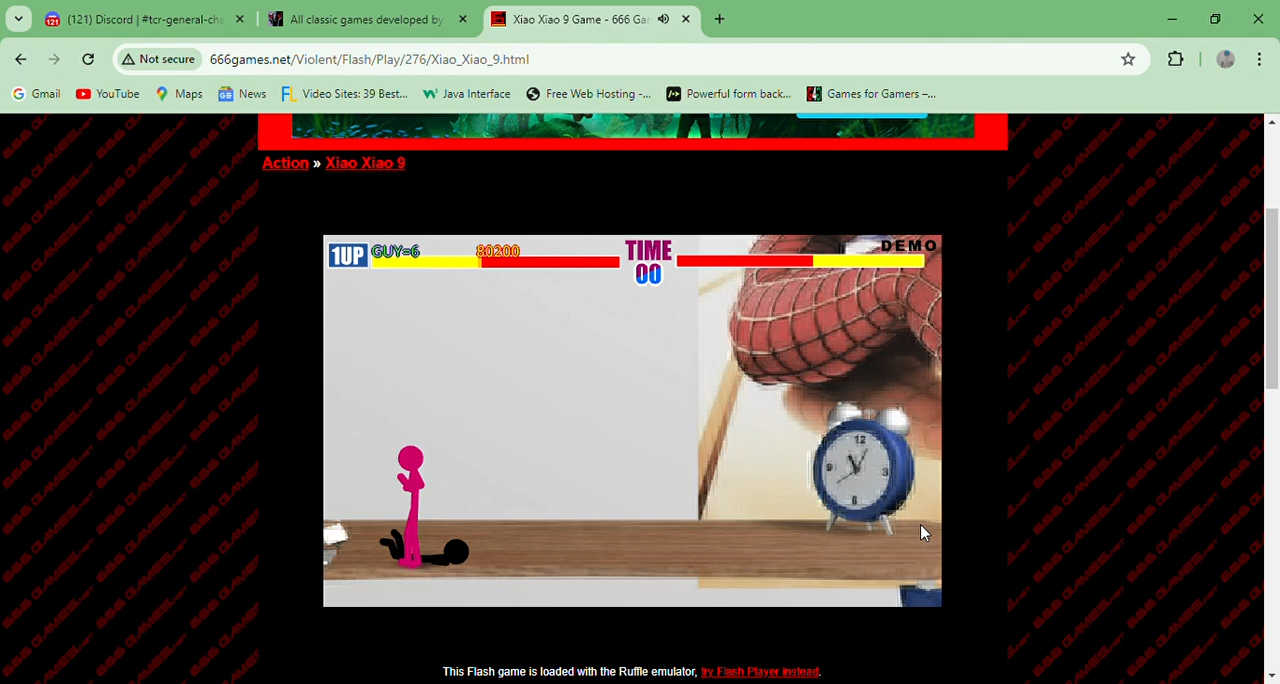 (121) Discord | #tcr-general-cha
All classic games developed by
Xiao Xiao 9 Game - 666 Gar
Not secure
666games.net/Violent/Flash/Play/276/Xiao_Xiao_9.html
Gmail
YouTube
Maps
News
Video Sites: 39 Best...
Java Interface
Free Web Hosting -...
Powerful form back...
Games for Gamers –...
Action » Xiao Xiao 9
1UP GUY=6 80200 TIME DEMO
00
12
9 3
6
This Flash game is loaded with the Ruffle emulator, try Flash Player instead.